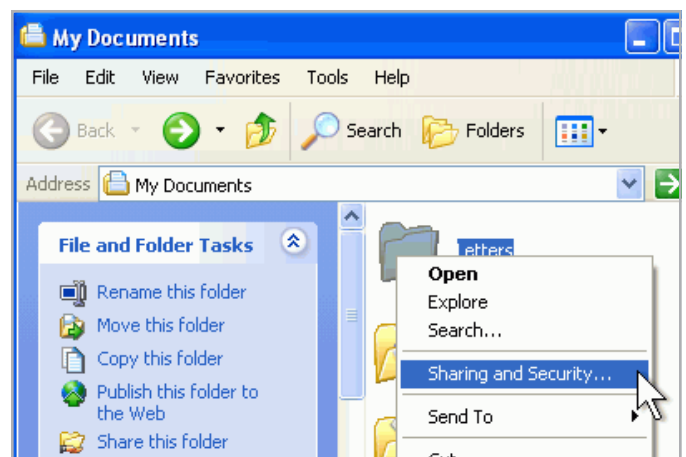 My Documents
File Edit View Favorites Tools Help
Back Search Folders
Address My Documents
File and Folder Tasks
Rename this folder
Move this folder
Copy this folder
Publish this folder to
the Web
Share this folder
Letters
Open
Explore
Search...
Sharing and Security...
Send To